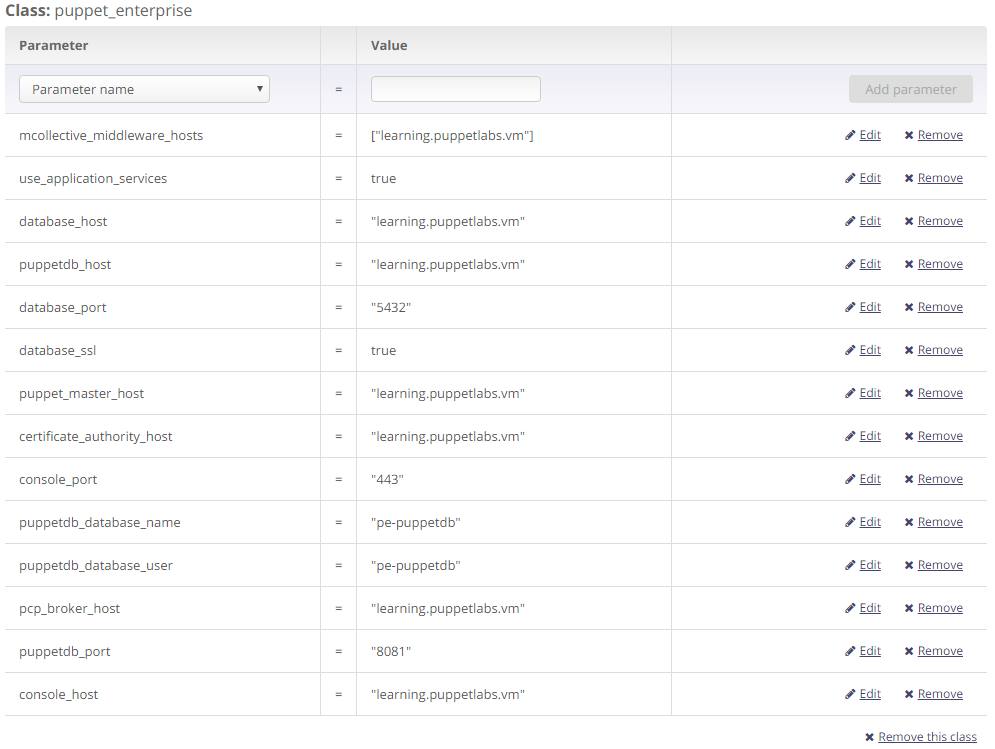 Class: puppet_enterprise
Parameter Value
Parameter name = Add parameter
mcollective_middleware_hosts = ["learning.puppetlabs.vm"] Edit Remove
use_application_services = true Edit Remove
database_host = "learning.puppetlabs.vm" Edit Remove
puppetdb_host = "learning.puppetlabs.vm" Edit Remove
database_port = "5432" Edit Remove
database_ssl = true Edit Remove
puppet_master_host = "learning.puppetlabs.vm" Edit Remove
certificate_authority_host = "learning.puppetlabs.vm" Edit Remove
console_port = "443" Edit Remove
puppetdb_database_name = "pe-puppetdb" Edit Remove
puppetdb_database_user = "pe-puppetdb" Edit Remove
pcp_broker_host = "learning.puppetlabs.vm" Edit Remove
puppetdb_port = "8081" Edit Remove
console_host = "learning.puppetlabs.vm" Edit Remove
Remove this class